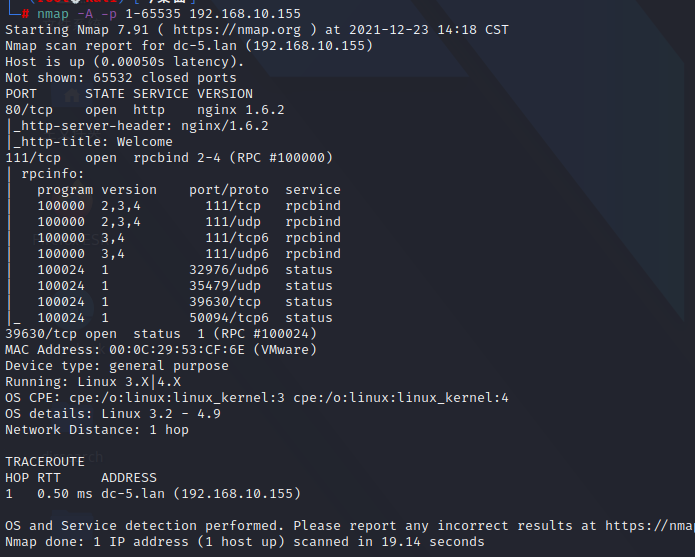 └─# nmap -A -p 1-65535 192.168.10.155
Starting Nmap 7.91 ( https://nmap.org ) at 2021-12-23 14:18 CST
Nmap scan report for dc-5.lan (192.168.10.155)
Host is up (0.00050s latency).
Not shown: 65532 closed ports
PORT      STATE SERVICE VERSION
80/tcp    open  http    nginx 1.6.2
|_http-server-header: nginx/1.6.2
|_http-title: Welcome
111/tcp   open  rpcbind 2-4 (RPC #100000)
| rpcinfo:
|   program version    port/proto  service
|   100000  2,3,4        111/tcp   rpcbind
|   100000  2,3,4        111/udp   rpcbind
|   100000  3,4          111/tcp6  rpcbind
|   100000  3,4          111/udp6  rpcbind
|   100024  1          32976/udp6  status
|   100024  1          35479/udp   status
|   100024  1          39630/tcp   status
|_  100024  1          50094/tcp6  status
39630/tcp open  status  1 (RPC #100024)
MAC Address: 00:0C:29:53:CF:6E (VMware)
Device type: general purpose
Running: Linux 3.X|4.X
OS CPE: cpe:/o:linux:linux_kernel:3 cpe:/o:linux:linux_kernel:4
OS details: Linux 3.2 - 4.9
Network Distance: 1 hop
TRACEROUTE
HOP RTT     ADDRESS
1   0.50 ms dc-5.lan (192.168.10.155)
OS and Service detection performed. Please report any incorrect results at https://nma
Nmap done: 1 IP address (1 host up) scanned in 19.14 seconds